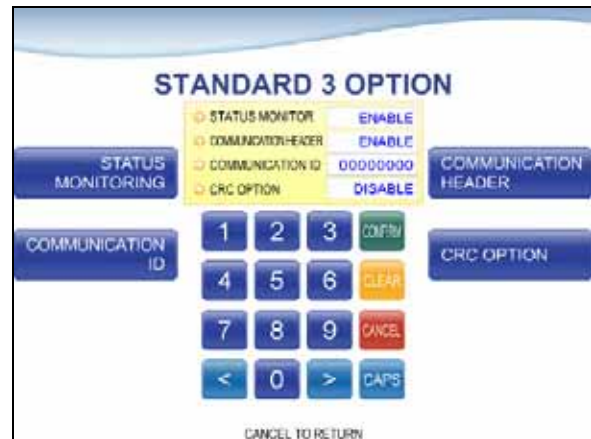 STANDARD 3 OPTION
STATUS MONITOR ENABLE
COMMUNICATION HEADER ENABLE
COMMUNICATION ID 00000000
CRC OPTION DISABLE
STATUS
MONITORING
COMMUNICATION
HEADER
COMMUNICATION
ID
CRC OPTION
1 2 3 CONFIRM
4 5 6 CLEAR
7 8 9 CANCEL
< 0 > CAPS
CANCEL TO RETURN